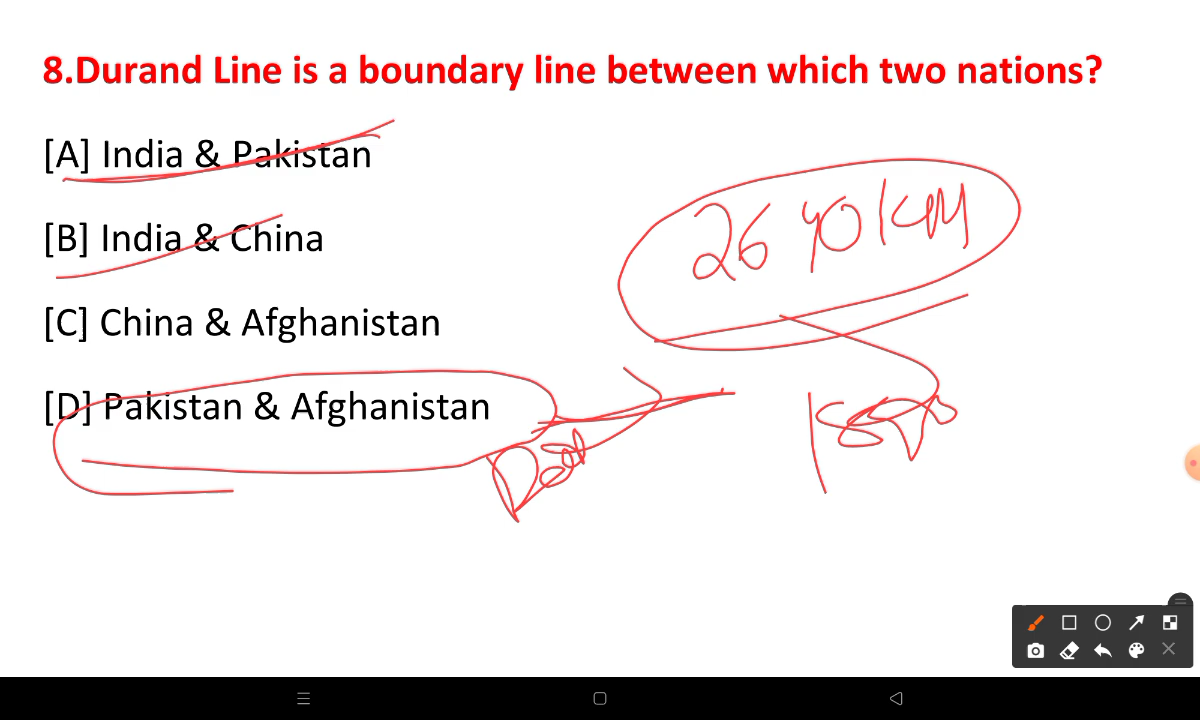 8.Durand Line is a boundary line between which two nations?
[A] India & Pakistan
[B] India & China
[C] China & Afghanistan
[D] Pakistan & Afghanistan
2640KM